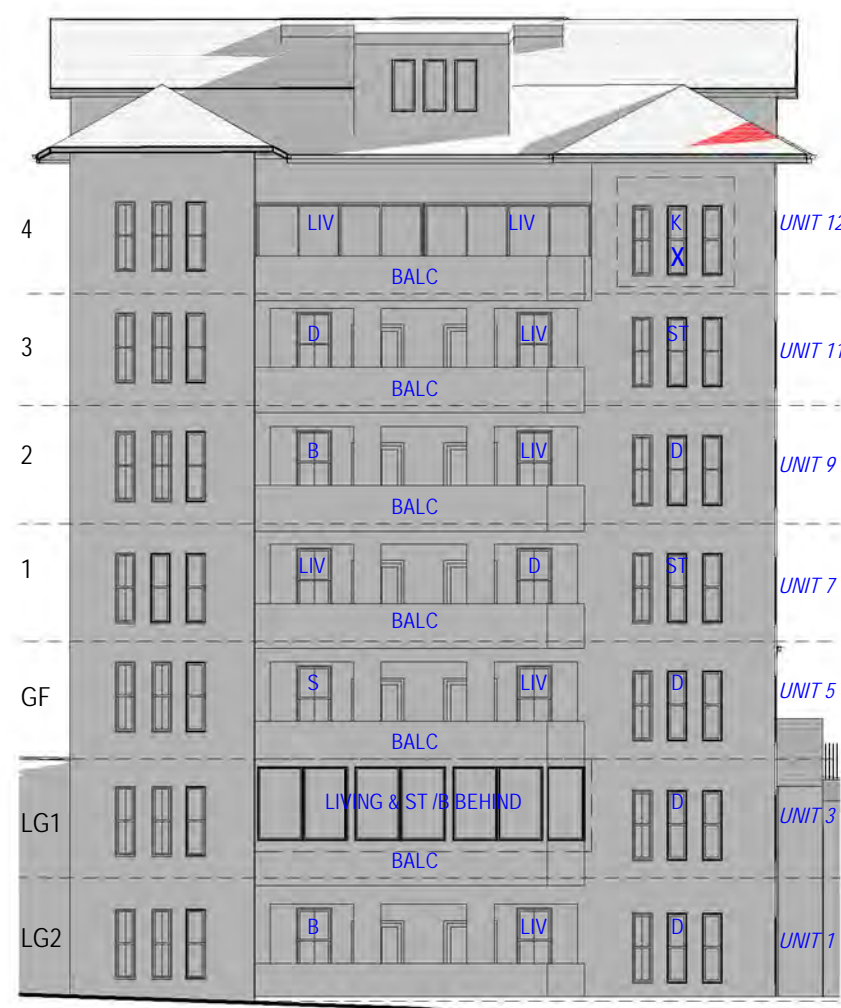 4 LIV LIV K UNIT 12
X
BALC
3 D LIV ST UNIT 11
BALC
2 B LIV D UNIT 9
BALC
1 LIV D ST UNIT 7
BALC
GF S LIV D UNIT 5
BALC
LG1 LIVING & ST /B BEHIND D UNIT 3
BALC
LG2 B LIV D UNIT 1